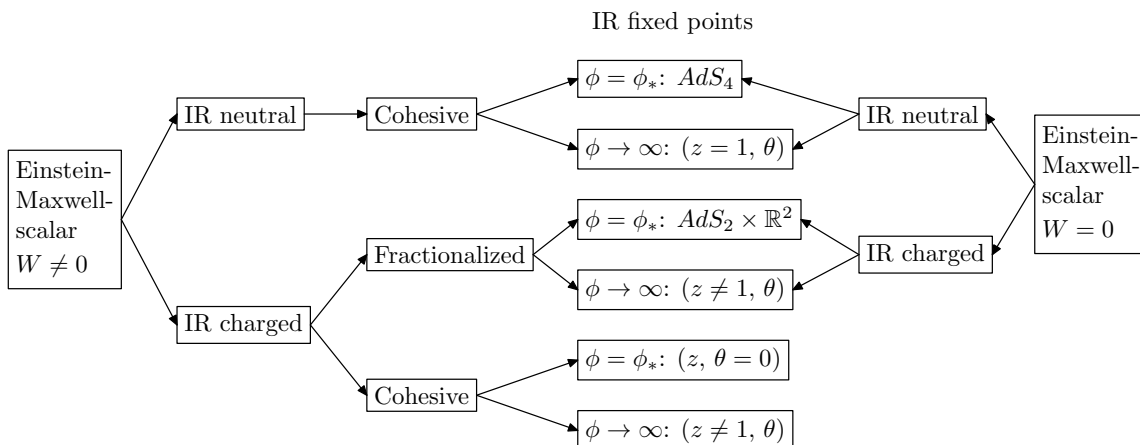 IR fixed points
Einstein-
Maxwell-
scalar
W ≠ 0
IR neutral
IR charged
Cohesive
Fractionalized
Cohesive
ϕ = ϕ∗: AdS₄
ϕ → ∞: (z = 1, θ)
ϕ = ϕ∗: AdS₂ × ℝ²
ϕ → ∞: (z ≠ 1, θ)
ϕ = ϕ∗: (z, θ = 0)
ϕ → ∞: (z ≠ 1, θ)
IR neutral
IR charged
Einstein-
Maxwell-
scalar
W = 0